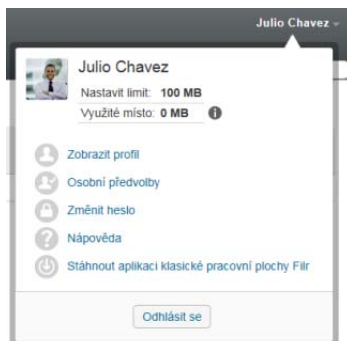 Julio Chavez
Julio Chavez
Nastavit limit: 100 MB
Využité místo: 0 MB
Zobrazit profil
Osobní předvolby
Změnit heslo
Nápověda
Stáhnout aplikaci klasické pracovní plochy Filr
Odhlásit se